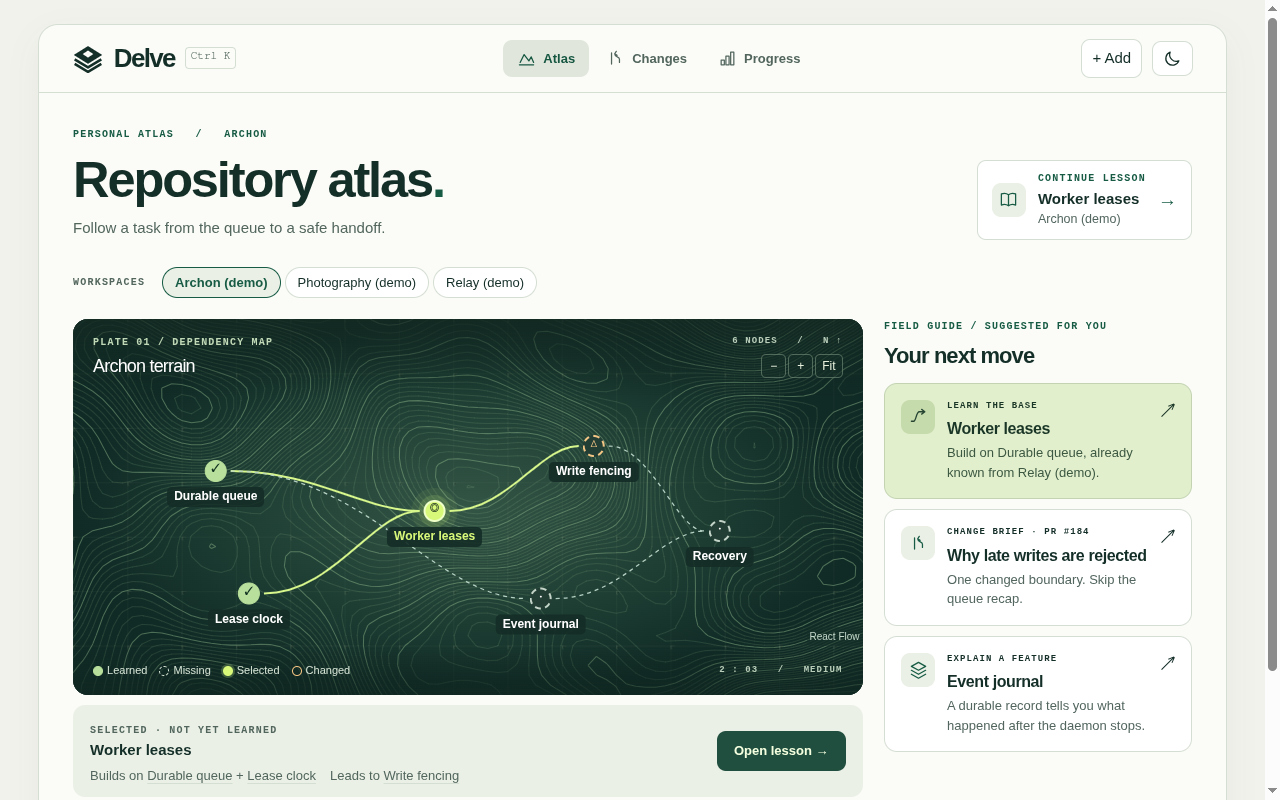 Delve Ctrl K
Atlas
Changes
Progress
+ Add
PERSONAL ATLAS / ARCHON
Repository atlas.
Follow a task from the queue to a safe handoff.
CONTINUE LESSON
Worker leases
Archon (demo)
→
WORKSPACES
Archon (demo)
Photography (demo)
Relay (demo)
PLATE 01 / DEPENDENCY MAP
Archon terrain
6 NODES / N ↑
− + Fit
Write fencing
Durable queue
Worker leases
Recovery
Lease clock
Event journal
React Flow
Learned Missing Selected Changed
2 : 03 / MEDIUM
SELECTED · NOT YET LEARNED
Worker leases
Builds on Durable queue + Lease clock Leads to Write fencing
Open lesson →
FIELD GUIDE / SUGGESTED FOR YOU
Your next move
LEARN THE BASE
Worker leases
Build on Durable queue, already
known from Relay (demo).
CHANGE BRIEF · PR #184
Why late writes are rejected
One changed boundary. Skip the
queue recap.
EXPLAIN A FEATURE
Event journal
A durable record tells you what
happened after the daemon stops.